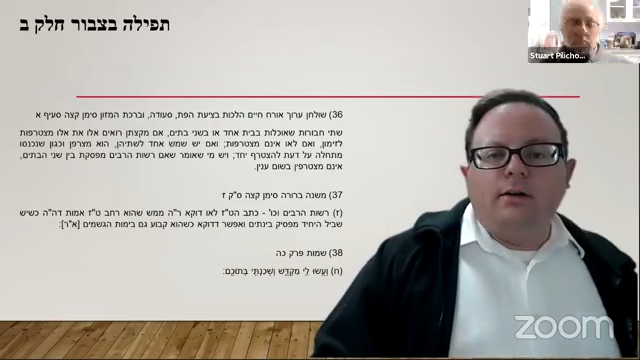 תפילה בצבור חלק ב
36) שולחן ערוך אורח חיים הלכות בציעת הפת, סעודה, וברכת המזון סימן קצה סעיף א
שתי חבורות שאוכלות בבית אחד או בשני בתים, אם מקצתן רואים אלו את אלו מצטרפות
לזימון, ואם לאו אינם מצטרפות; ואם יש שמש אחד לשתיהן, הוא מצרפן וכגון שנכנסו
מתחלה על דעת להצטרף יחד; ויש מי שאומר שאם רשות הרבים מפסקת בין שני הבתים,
אינם מצטרפין בשום ענין.
37) משנה ברורה סימן קצה ס"ק ז
(ז) רשות הרבים וכו' - כתב הט"ז לאו דוקא ר"ה ממש שהוא רחב ט"ז אמות דה"ה כשיש
שביל היחיד מפסיק בינתים ואפשר דדוקא כשהוא קבוע גם בימות הגשמים [א"ר]:
38) שמות פרק כה
(ח) וְעָשׂוּ לִי מִקְדָּשׁ וְשָׁכַנְתִּי בְּתוֹכָם:
Stuart Plicho...
zoom